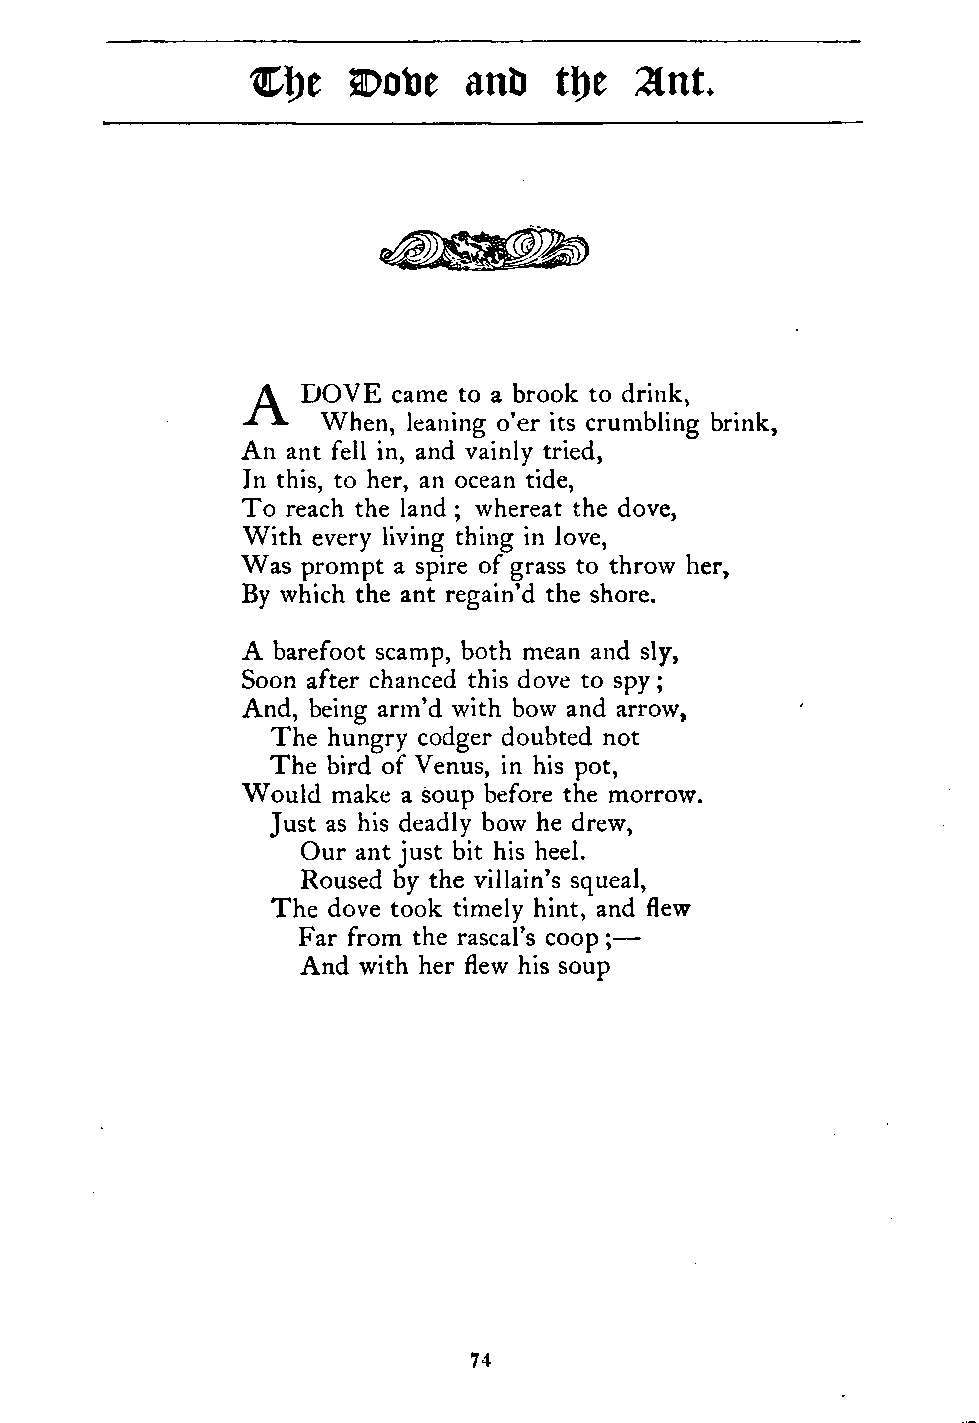 The Dove and the Ant.
A DOVE came to a brook to drink,
When, leaning o'er its crumbling brink,
An ant fell in, and vainly tried,
In this, to her, an ocean tide,
To reach the land ; whereat the dove,
With every living thing in love,
Was prompt a spire of grass to throw her,
By which the ant regain'd the shore.
A barefoot scamp, both mean and sly,
Soon after chanced this dove to spy ;
And, being arm'd with bow and arrow,
The hungry codger doubted not
The bird of Venus, in his pot,
Would make a soup before the morrow.
Just as his deadly bow he drew,
Our ant just bit his heel.
Roused by the villain's squeal,
The dove took timely hint, and flew
Far from the rascal's coop ;—
And with her flew his soup
74